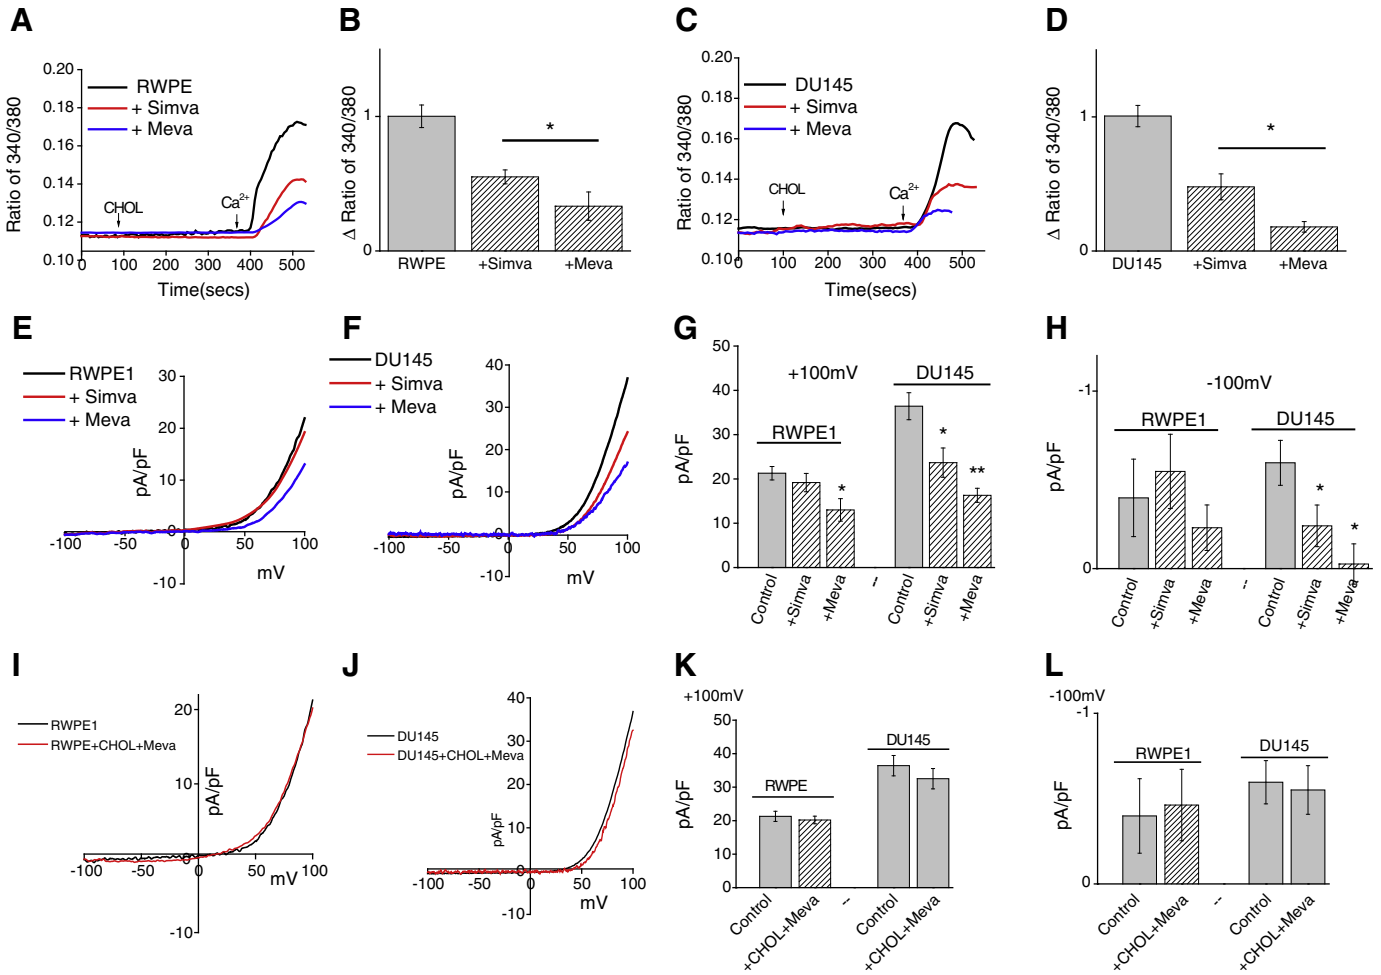 A
Ratio of 340/380
0.20
0.18
0.16
0.14
0.12
0.10
RWPE
+ Simva
+ Meva
CHOL
Ca2+
0 100 200 300 400 500
Time(secs)
B
Δ Ratio of 340/380
1
0
*
RWPE +Simva +Meva
C
Ratio of 340/380
0.20
0.18
0.16
0.14
0.12
0.10
DU145
+ Simva
+ Meva
CHOL
Ca2+
0 100 200 300 400 500
Time(secs)
D
Δ Ratio of 340/380
1
0
*
DU145 +Simva +Meva
E
RWPE1
+ Simva
+ Meva
pA/pF
30
20
10
0
-10
-100 -50 0 50 100
mV
F
DU145
+ Simva
+ Meva
pA/pF
40
30
20
10
0
-10
-100 -50 0 50 100
mV
G
pA/pF
50
40
30
20
10
0
+100mV
RWPE1
DU145
*
*
**
Control +Simva +Meva -- Control +Simva +Meva
H
pA/pF
-1
0
-100mV
RWPE1
DU145
*
*
Control +Simva +Meva -- Control +Simva +Meva
I
RWPE1
RWPE+CHOL+Meva
pA/pF
20
10
0
-10
-100 -50 0 50 100
mV
J
DU145
DU145+CHOL+Meva
pA/pF
40
30
20
10
0
-10
-100 -50 0 50 100
mV
K
+100mV
pA/pF
50
40
30
20
10
0
RWPE
DU145
Control +CHOL+Meva -- Control +CHOL+Meva
L
-100mV
pA/pF
-1
0
RWPE1
DU145
Control +CHOL+Meva -- Control +CHOL+Meva